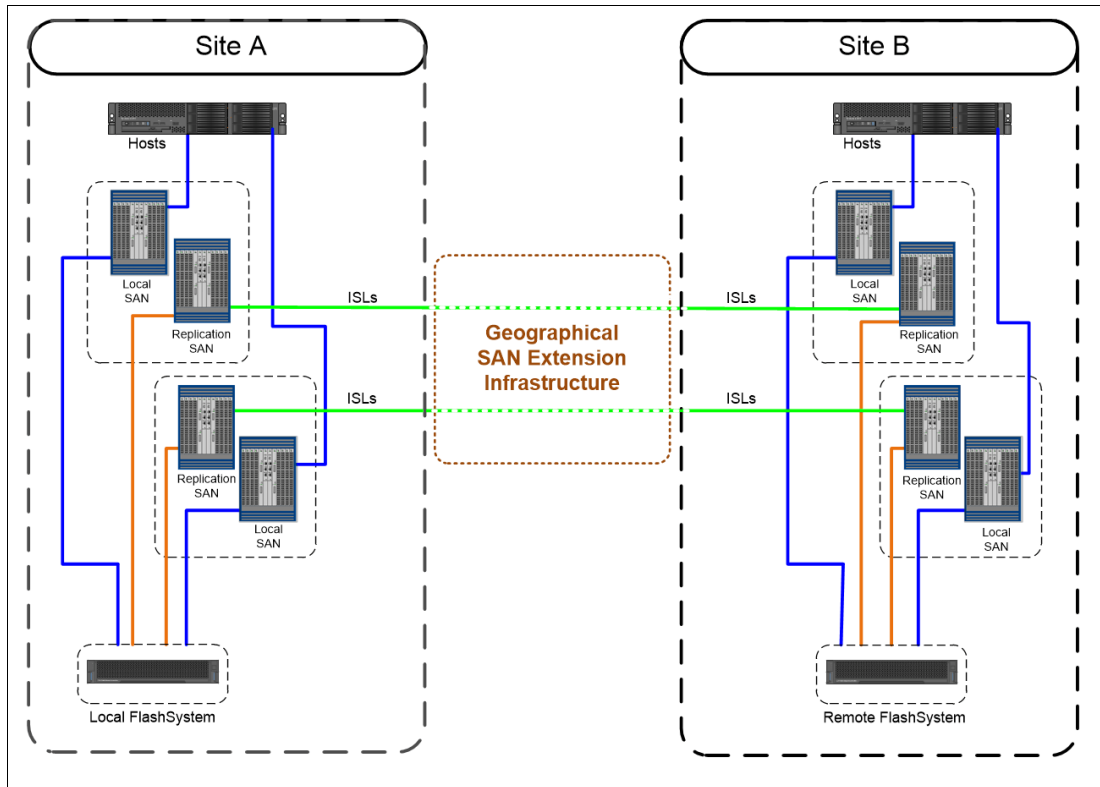 Site A
Site B
Hosts
Hosts
Local
SAN
Local
SAN
Replication
SAN
Replication
SAN
ISLs
ISLs
Geographical
SAN Extension
Infrastructure
ISLs
ISLs
Replication
SAN
Replication
SAN
Local
SAN
Local
SAN
Local FlashSystem
Remote FlashSystem